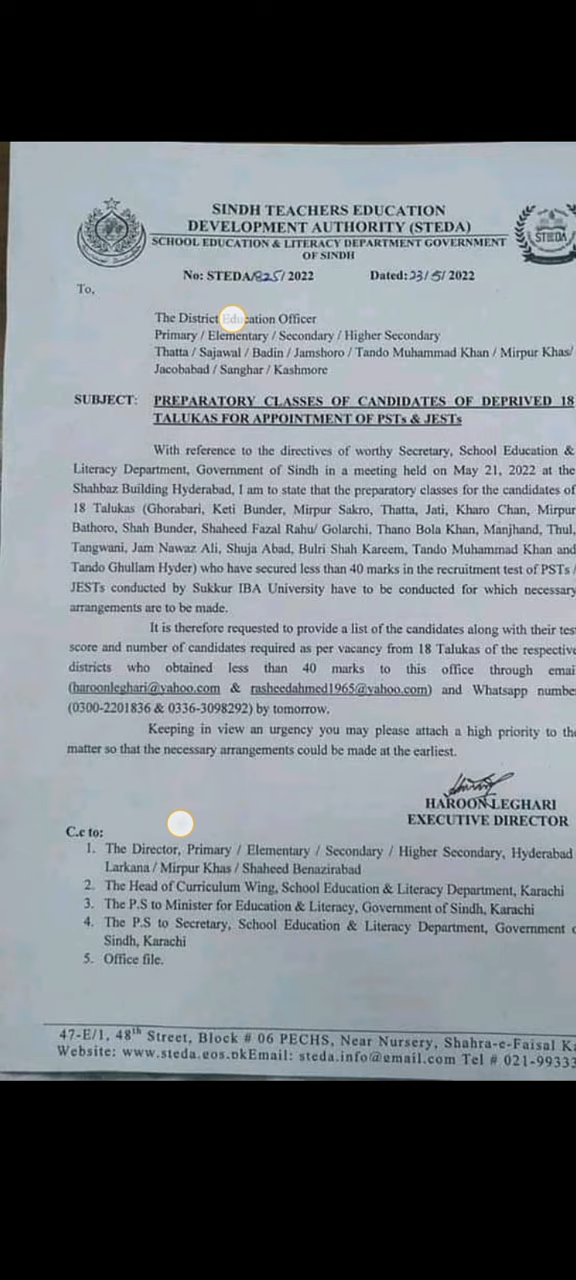 SINDH TEACHERS EDUCATION
DEVELOPMENT AUTHORITY (STEDA)
SCHOOL EDUCATION & LITERACY DEPARTMENT GOVERNMENT
OF SINDH
STEDA
No: STEDA/825/2022 Dated: 23/5/2022
To,
The District Education Officer
Primary / Elementary / Secondary / Higher Secondary
Thatta / Sajawal / Badin / Jamshoro / Tando Muhammad Khan / Mirpur Khas/
Jacobabad / Sanghar / Kashmore
SUBJECT: PREPARATORY CLASSES OF CANDIDATES OF DEPRIVED 18
TALUKAS FOR APPOINTMENT OF PSTs & JESTs
With reference to the directives of worthy Secretary, School Education &
Literacy Department, Government of Sindh in a meeting held on May 21, 2022 at the
Shahbaz Building Hyderabad, I am to state that the preparatory classes for the candidates of
18 Talukas (Ghorabari, Keti Bunder, Mirpur Sakro, Thatta, Jati, Kharo Chan, Mirpur
Bathoro, Shah Bunder, Shaheed Fazal Rahu/ Golarchi, Thano Bola Khan, Manjhand, Thul,
Tangwani, Jam Nawaz Ali, Shuja Abad, Bulri Shah Kareem, Tando Muhammad Khan and
Tando Ghullam Hyder) who have secured less than 40 marks in the recruitment test of PSTs /
JESTs conducted by Sukkur IBA University have to be conducted for which necessary
arrangements are to be made.
It is therefore requested to provide a list of the candidates along with their tes
score and number of candidates required as per vacancy from 18 Talukas of the respective
districts who obtained less than 40 marks to this office through emai
(haroonleghari@yahoo.com & rasheedahmed1965@yahoo.com) and Whatsapp numbe
(0300-2201836 & 0336-3098292) by tomorrow.
Keeping in view an urgency you may please attach a high priority to the
matter so that the necessary arrangements could be made at the earliest.
HAROON LEGHARI
EXECUTIVE DIRECTOR
C.c to:
1. The Director, Primary / Elementary / Secondary / Higher Secondary, Hyderabad
Larkana / Mirpur Khas / Shaheed Benazirabad
2. The Head of Curriculum Wing, School Education & Literacy Department, Karachi
3. The P.S to Minister for Education & Literacy, Government of Sindh, Karachi
4. The P.S to Secretary, School Education & Literacy Department, Government o
Sindh, Karachi
5. Office file.
47-E/1, 48th Street, Block # 06 PECHS, Near Nursery, Shahra-e-Faisal Ka
Website: www.steda.gos.pkEmail: steda.info@gmail.com Tel # 021-99333